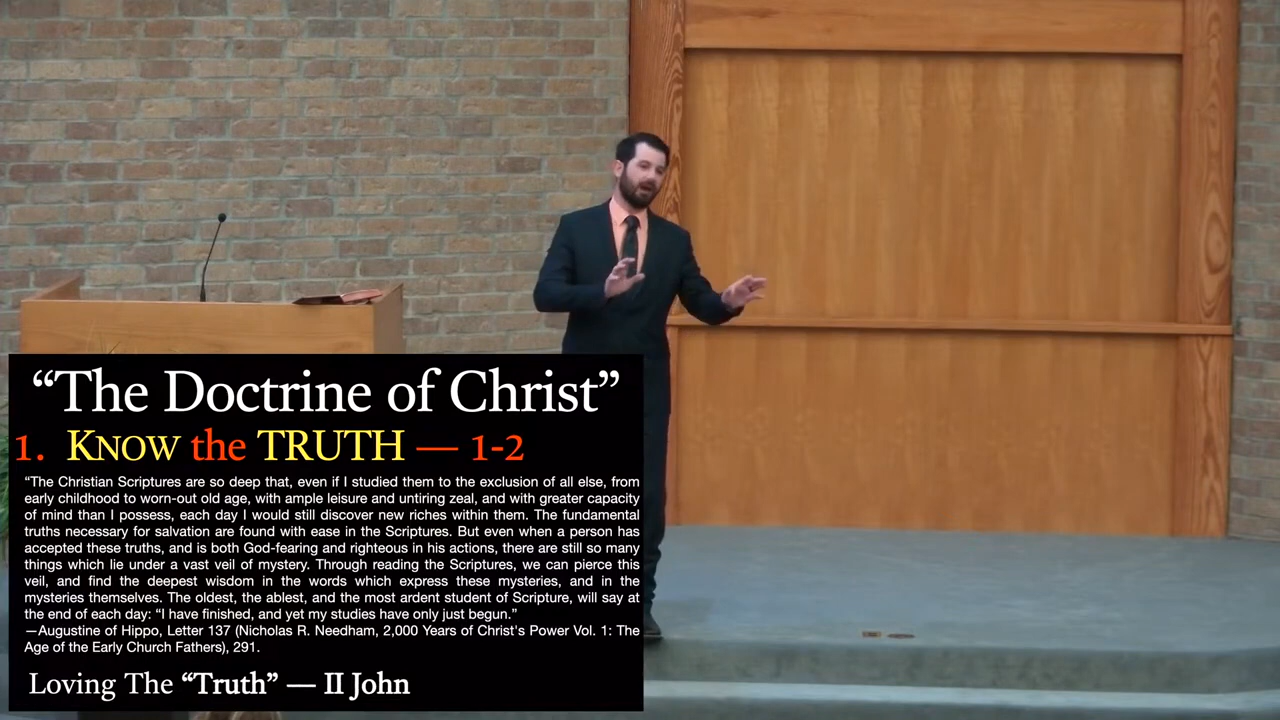 “The Doctrine of Christ”
1. KNOW the TRUTH — 1-2
“The Christian Scriptures are so deep that, even if I studied them to the exclusion of all else, from
early childhood to worn-out old age, with ample leisure and untiring zeal, and with greater capacity
of mind than I possess, each day I would still discover new riches within them. The fundamental
truths necessary for salvation are found with ease in the Scriptures. But even when a person has
accepted these truths, and is both God-fearing and righteous in his actions, there are still so many
things which lie under a vast veil of mystery. Through reading the Scriptures, we can pierce this
veil, and find the deepest wisdom in the words which express these mysteries, and in the
mysteries themselves. The oldest, the ablest, and the most ardent student of Scripture, will say at
the end of each day: “I have finished, and yet my studies have only just begun.”
—Augustine of Hippo, Letter 137 (Nicholas R. Needham, 2,000 Years of Christ's Power Vol. 1: The
Age of the Early Church Fathers), 291.
Loving The “Truth” — II John